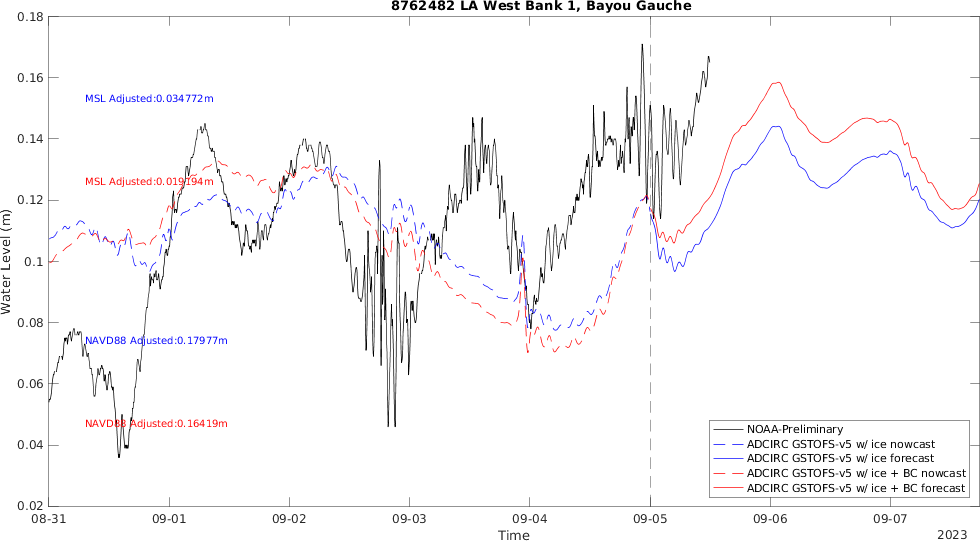 8762482 LA West Bank 1, Bayou Gauche
0.18
0.16
0.14
0.12
0.1
0.08
0.06
0.04
0.02
Water Level (m)
MSL Adjusted:0.034772m
MSL Adjusted:0.019194m
NAVD88 Adjusted:0.17977m
NAVD88 Adjusted:0.16419m
NOAA-Preliminary
ADCIRC GSTOFS-v5 w/ ice nowcast
ADCIRC GSTOFS-v5 w/ ice forecast
ADCIRC GSTOFS-v5 w/ ice + BC nowcast
ADCIRC GSTOFS-v5 w/ ice + BC forecast
08-31 09-01 09-02 09-03 09-04 09-05 09-06 09-07
Time
2023